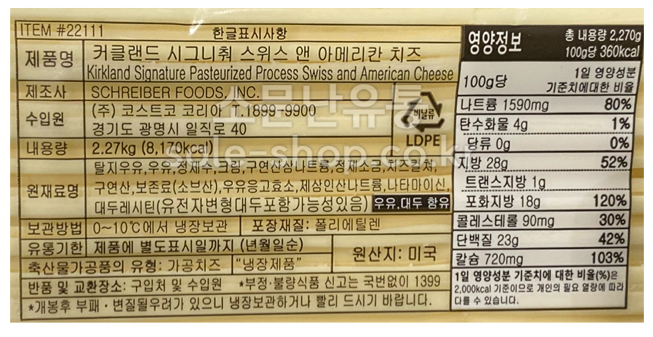 ITEM #22111 한글표시사항
제품명 커클랜드 시그니춰 스위스 앤 아메리칸 치즈
Kirkland Signature Pasteurized Process Swiss and American Cheese
제조사 SCHREIBER FOODS, INC.
수입원 (주) 코스트코 코리아 T.1899-9900
경기도 광명시 일직로 40
내용량 2.27kg (8,170kcal)
비닐류
LDPE
원재료명 탈지우유,우유,정제수,크림,구연산삼나트륨,정제소금,치즈컬쳐,
구연산,보존료(소브산),우유응고효소,제삼인산나트륨,나타마이신,
대두레시틴(유전자변형대두포함가능성있음) 우유,대두 함유
보관방법 0~10℃에서 냉장보관 포장재질: 폴리에틸렌
유통기한 제품에 별도표시일까지 (년월일순)
원산지: 미국
축산물가공품의 유형: 가공치즈 "냉장제품"
반품 및 교환장소: 구입처 및 수입원 *부정·불량식품 신고는 국번없이 1399
*개봉후 부패·변질될우려가 있으니 냉장보관하거나 빨리 드시기 바랍니다.
영양정보 총 내용량 2,270g
100g당 360kcal
100g당 1일 영양성분
기준치에대한 비율
나트륨 1590mg 80%
탄수화물 4g 1%
당류 0g 0%
지방 28g 52%
트랜스지방 1g
포화지방 18g 120%
콜레스테롤 90mg 30%
단백질 23g 42%
칼슘 720mg 103%
1일 영양성분 기준치에 대한 비율(%)은
2,000kcal 기준이므로 개인의 필요 열량에 따라
다를 수 있습니다.
소문난유통